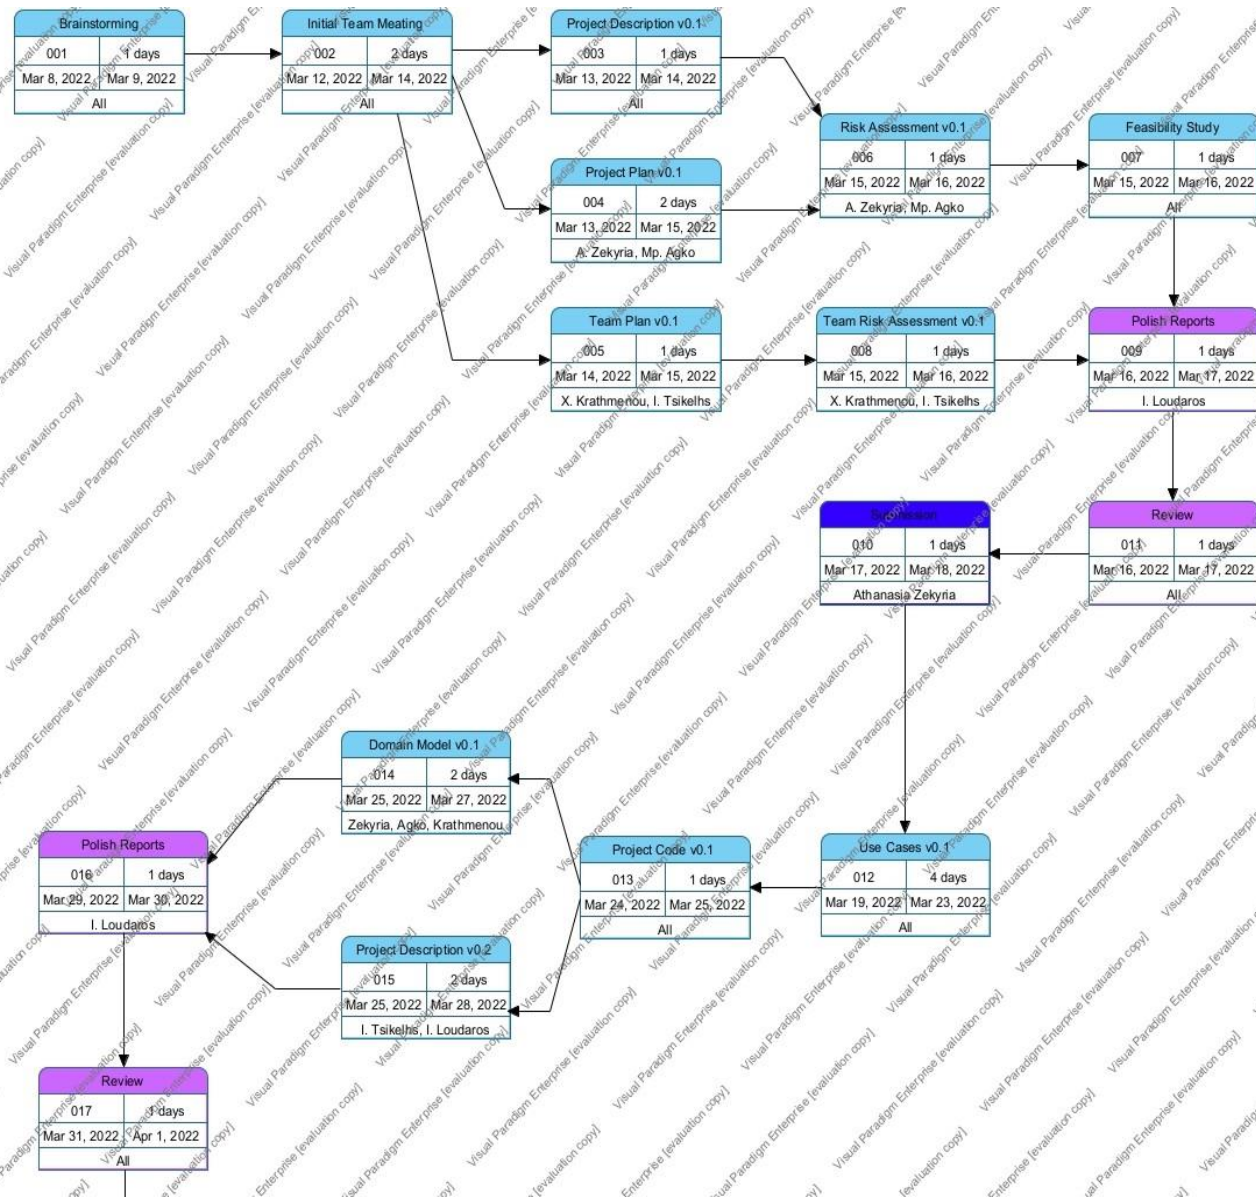 Brainstorming
001 1 days
Mar 8, 2022 Mar 9, 2022
All
Initial Team Meating
002 2 days
Mar 12, 2022 Mar 14, 2022
All
Project Description v0.1
003 1 days
Mar 13, 2022 Mar 14, 2022
All
Project Plan v0.1
004 2 days
Mar 13, 2022 Mar 15, 2022
A. Zekyria, Mp. Agko
Team Plan v0.1
005 1 days
Mar 14, 2022 Mar 15, 2022
X. Krathmenou, I. Tsikelhs
Risk Assessment v0.1
006 1 days
Mar 15, 2022 Mar 16, 2022
A. Zekyria, Mp. Agko
Feasibility Study
007 1 days
Mar 15, 2022 Mar 16, 2022
All
Team Risk Assessment v0.1
008 1 days
Mar 15, 2022 Mar 16, 2022
X. Krathmenou, I. Tsikelhs
Polish Reports
009 1 days
Mar 16, 2022 Mar 17, 2022
I. Loudaros
Submission
010 1 days
Mar 17, 2022 Mar 18, 2022
Athanasia Zekyria
Review
011 1 days
Mar 16, 2022 Mar 17, 2022
All
Domain Model v0.1
014 2 days
Mar 25, 2022 Mar 27, 2022
Zekyria, Agko, Krathmenou
Polish Reports
016 1 days
Mar 29, 2022 Mar 30, 2022
I. Loudaros
Project Code v0.1
013 1 days
Mar 24, 2022 Mar 25, 2022
All
Use Cases v0.1
012 4 days
Mar 19, 2022 Mar 23, 2022
All
Project Description v0.2
015 2 days
Mar 25, 2022 Mar 28, 2022
I. Tsikelhs, I. Loudaros
Review
017 1 days
Mar 31, 2022 Apr 1, 2022
All
Visual Paradigm Enterprise [evaluation copy]